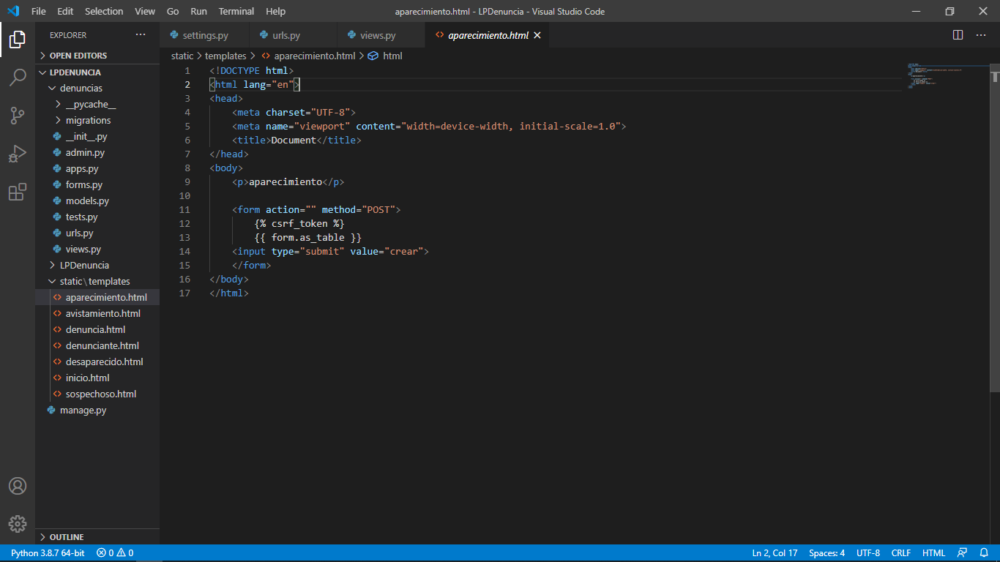 File Edit Selection View Go Run Terminal Help aparecimiento.html - LPDenuncia - Visual Studio Code
EXPLORER ···
OPEN EDITORS
LPDENUNCIA
denuncias
__pycache__
migrations
__init__.py
admin.py
apps.py
forms.py
models.py
tests.py
urls.py
views.py
LPDenuncia
static\templates
aparecimiento.html
avistamiento.html
denuncia.html
denunciante.html
desaparecido.html
inicio.html
sospechoso.html
manage.py
OUTLINE
settings.py urls.py views.py aparecimiento.html
static > templates > aparecimiento.html > html
1 <!DOCTYPE html>
2 <html lang="en">
3 <head>
4     <meta charset="UTF-8">
5     <meta name="viewport" content="width=device-width, initial-scale=1.0">
6     <title>Document</title>
7 </head>
8 <body>
9     <p>aparecimiento</p>
10
11     <form action="" method="POST">
12         {% csrf_token %}
13         {{ form.as_table }}
14     <input type="submit" value="crear">
15     </form>
16 </body>
17 </html>
Python 3.8.7 64-bit 0 0 Ln 2, Col 17 Spaces: 4 UTF-8 CRLF HTML